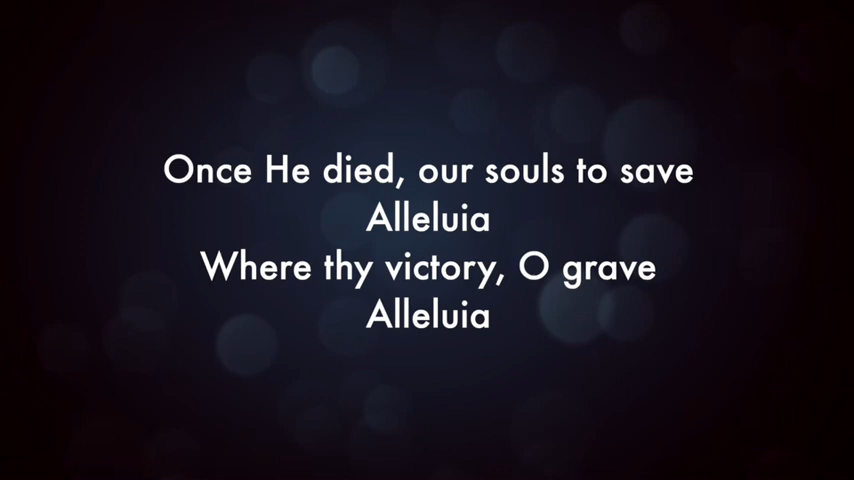 Once He died, our souls to save
Alleluia
Where thy victory, O grave
Alleluia